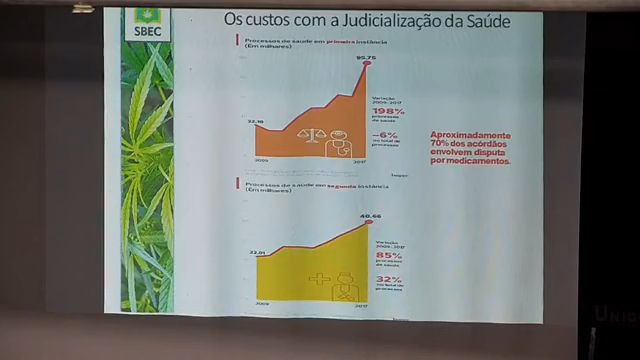 SBEC
Os custos com a Judicialização da Saúde
Processos de saúde em primeira instância
(Em milhares)
95.75
Variação
2009-2017
198%
processos
de saúde
-6%
no total de
processos
2009
2017
Aproximadamente
70% dos acórdãos
envolvem disputa
por medicamentos.
Processos de saúde em segunda instância
(Em milhares)
40.66
22.01
Variação
2009-2017
85%
processos
de saúde
32%
no total de
processos
2009
2017